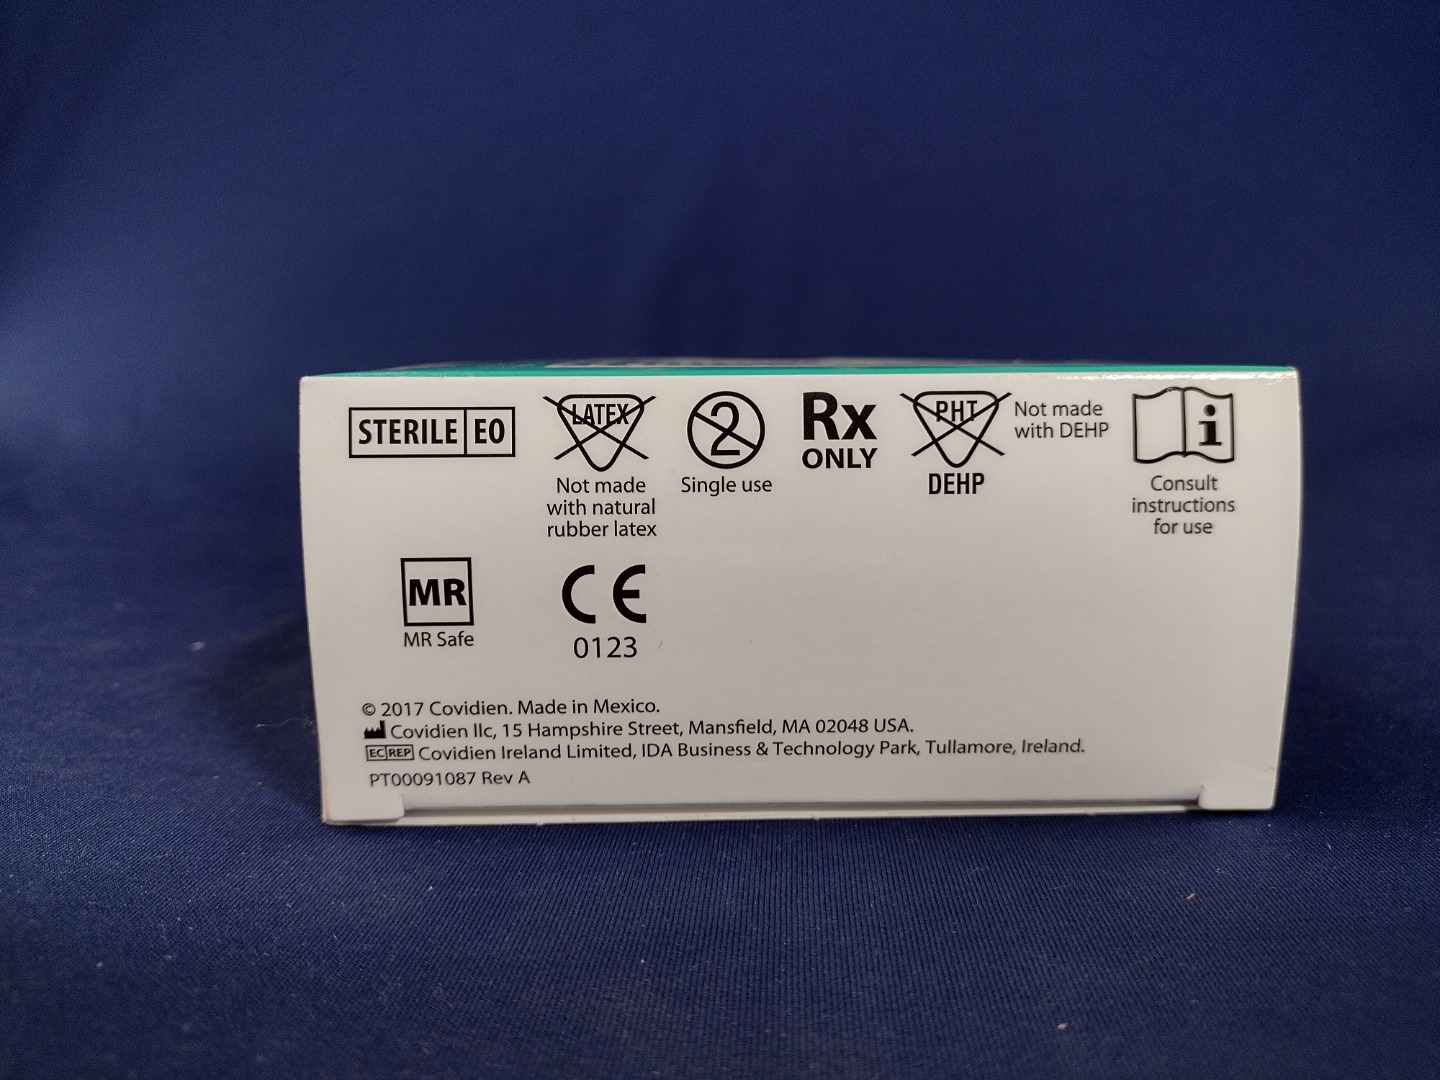 STERILE EO
LATEX
Not made
with natural
rubber latex
2
Single use
Rx
ONLY
PHT
DEHP
Not made
with DEHP
i
Consult
instructions
for use
MR
MR Safe
CE
0123
© 2017 Covidien. Made in Mexico.
Covidien llc, 15 Hampshire Street, Mansfield, MA 02048 USA.
EC REP Covidien Ireland Limited, IDA Business & Technology Park, Tullamore, Ireland.
PT00091087 Rev A